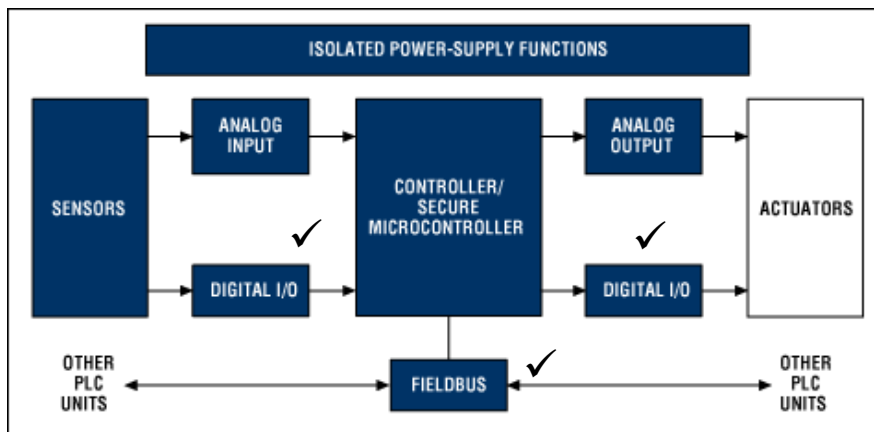 ISOLATED POWER-SUPPLY FUNCTIONS
SENSORS
ANALOG
INPUT
CONTROLLER/
SECURE
MICROCONTROLLER
ANALOG
OUTPUT
ACTUATORS
DIGITAL I/O
DIGITAL I/O
OTHER
PLC
UNITS
FIELDBUS
OTHER
PLC
UNITS